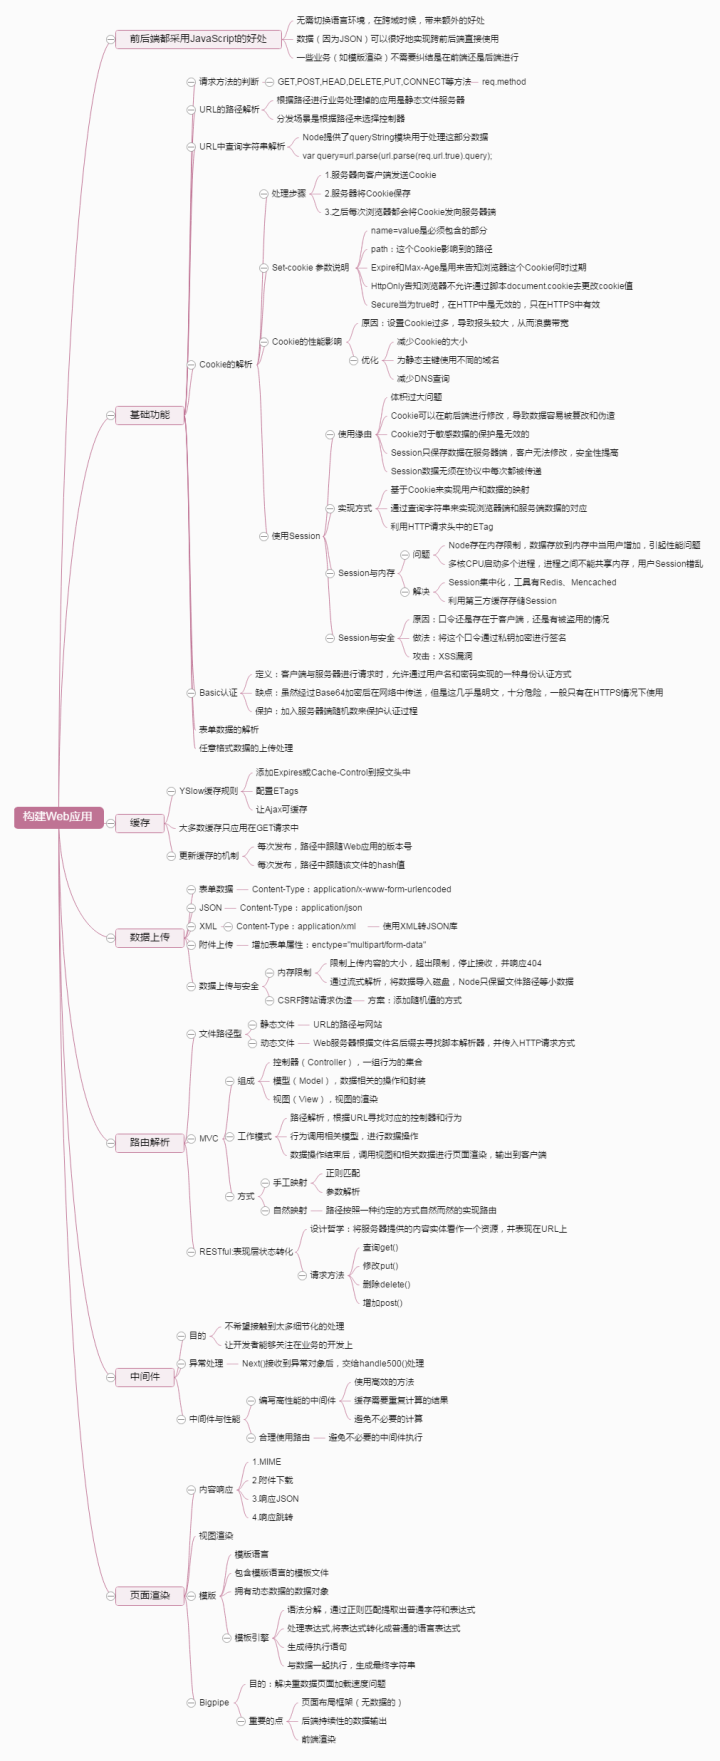 无需切换语言环境，在跨域时候，带来额外的好处
前后端都采用JavaScript的好处
数据（因为JSON）可以很好地实现跨前后端直接使用
一些业务（如模版渲染）不需要纠结是在前端还是后端进行
请求方法的判断
GET,POST,HEAD,DELETE,PUT,CONNECT等方法
req.method
URL的路径解析
根据路径进行业务处理掉的应用是静态文件服务器
分发场景是根据路径来选择控制器
URL中查询字符串解析
Node提供了queryString模块用于处理这部分数据
var query=url.parse(url.parse(req.url.true).query);
处理步骤
1.服务器向客户端发送Cookie
2.服务器将Cookie保存
3.之后每次浏览器都会将Cookie发向服务器端
Set-cookie 参数说明
name=value是必须包含的部分
path：这个Cookie影响到的路径
Expire和Max-Age是用来告知浏览器这个Cookie何时过期
HttpOnly告知浏览器不允许通过脚本document.cookie去更改cookie值
Secure当为true时，在HTTP中是无效的，只在HTTPS中有效
Cookie的性能影响
原因：设置Cookie过多，导致报头较大，从而浪费带宽
优化
减少Cookie的大小
为静态主键使用不同的域名
减少DNS查询
Cookie的解析
基础功能
使用缘由
体积过大问题
Cookie可以在前后端进行修改，导致数据容易被篡改和伪造
Cookie对于敏感数据的保护是无效的
Session只保存数据在服务器端，客户无法修改，安全性提高
Session数据无须在协议中每次都被传递
使用Session
实现方式
基于Cookie来实现用户和数据的映射
通过查询字符串来实现浏览器端和服务端数据的对应
利用HTTP请求头中的ETag
Session与内存
问题
Node存在内存限制，数据存放到内存中当用户增加，引起性能问题
多核CPU启动多个进程，进程之间不能共享内存，用户Session错乱
解决
Session集中化，工具有Redis、Mencached
利用第三方缓存存储Session
Session与安全
原因：口令还是存在于客户端，还是有被盗用的情况
做法：将这个口令通过私钥加密进行签名
攻击：XSS漏洞
Basic认证
定义：客户端与服务器进行请求时，允许通过用户名和密码实现的一种身份认证方式
缺点：虽然经过Base64加密后在网络中传送，但是这几乎是明文，十分危险，一般只有在HTTPS情况下使用
保护：加入服务器端随机数来保护认证过程
表单数据的解析
任意格式数据的上传处理
构建Web应用
缓存
YSlow缓存规则
添加Expires或Cache-Control到报文头中
配置ETags
让Ajax可缓存
大多数缓存只应用在GET请求中
更新缓存的机制
每次发布，路径中跟随Web应用的版本号
每次发布，路径中跟随该文件的hash值
数据上传
表单数据
Content-Type：application/x-www-form-urlencoded
JSON
Content-Type：application/json
XML
Content-Type：application/xml
使用XML转JSON库
附件上传
增加表单属性：enctype="multipart/form-data"
数据上传与安全
内存限制
限制上传内容的大小，超出限制，停止接收，并响应404
通过流式解析，将数据导入磁盘，Node只保留文件路径等小数据
CSRF跨站请求伪造
方案：添加随机值的方式
路由解析
文件路径型
静态文件
URL的路径与网站
动态文件
Web服务器根据文件名后缀去寻找脚本解析器，并传入HTTP请求方式
MVC
组成
控制器（Controller），一组行为的集合
模型（Model），数据相关的操作和封装
视图（View），视图的渲染
工作模式
路径解析，根据URL寻找对应的控制器和行为
行为调用相关模型，进行数据操作
数据操作结束后，调用视图和相关数据进行页面渲染，输出到客户端
方式
手工映射
正则匹配
参数解析
自然映射
路径按照一种约定的方式自然而然的实现路由
RESTful:表现层状态转化
设计哲学：将服务器提供的内容实体看作一个资源，并表现在URL上
请求方法
查询get()
修改put()
删除delete()
增加post()
中间件
目的
不希望接触到太多细节化的处理
让开发者能够关注在业务的开发上
异常处理
Next()接收到异常对象后，交给handle500()处理
中间件与性能
编写高性能的中间件
使用高效的方法
缓存需要重复计算的结果
避免不必要的计算
合理使用路由
避免不必要的中间件执行
页面渲染
内容响应
1.MIME
2.附件下载
3.响应JSON
4.响应跳转
视图渲染
模版
模版语言
包含模版语言的模板文件
拥有动态数据的数据对象
模板引擎
语法分解，通过正则匹配提取出普通字符和表达式
处理表达式,将表达式转化成普通的语言表达式
生成待执行语句
与数据一起执行，生成最终字符串
Bigpipe
目的：解决重数据页面加载速度问题
重要的点
页面布局框架（无数据的）
后端持续性的数据输出
前端渲染